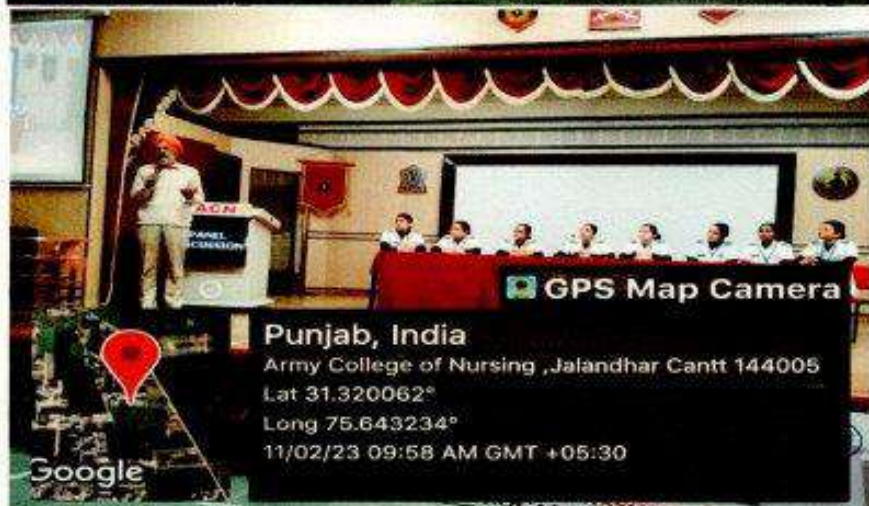 ACN
PANEL
DISCUSSION
GPS Map Camera
Punjab, India
Army College of Nursing ,Jalandhar Cantt 144005
Lat 31.320062°
Long 75.643234°
11/02/23 09:58 AM GMT +05:30
Google